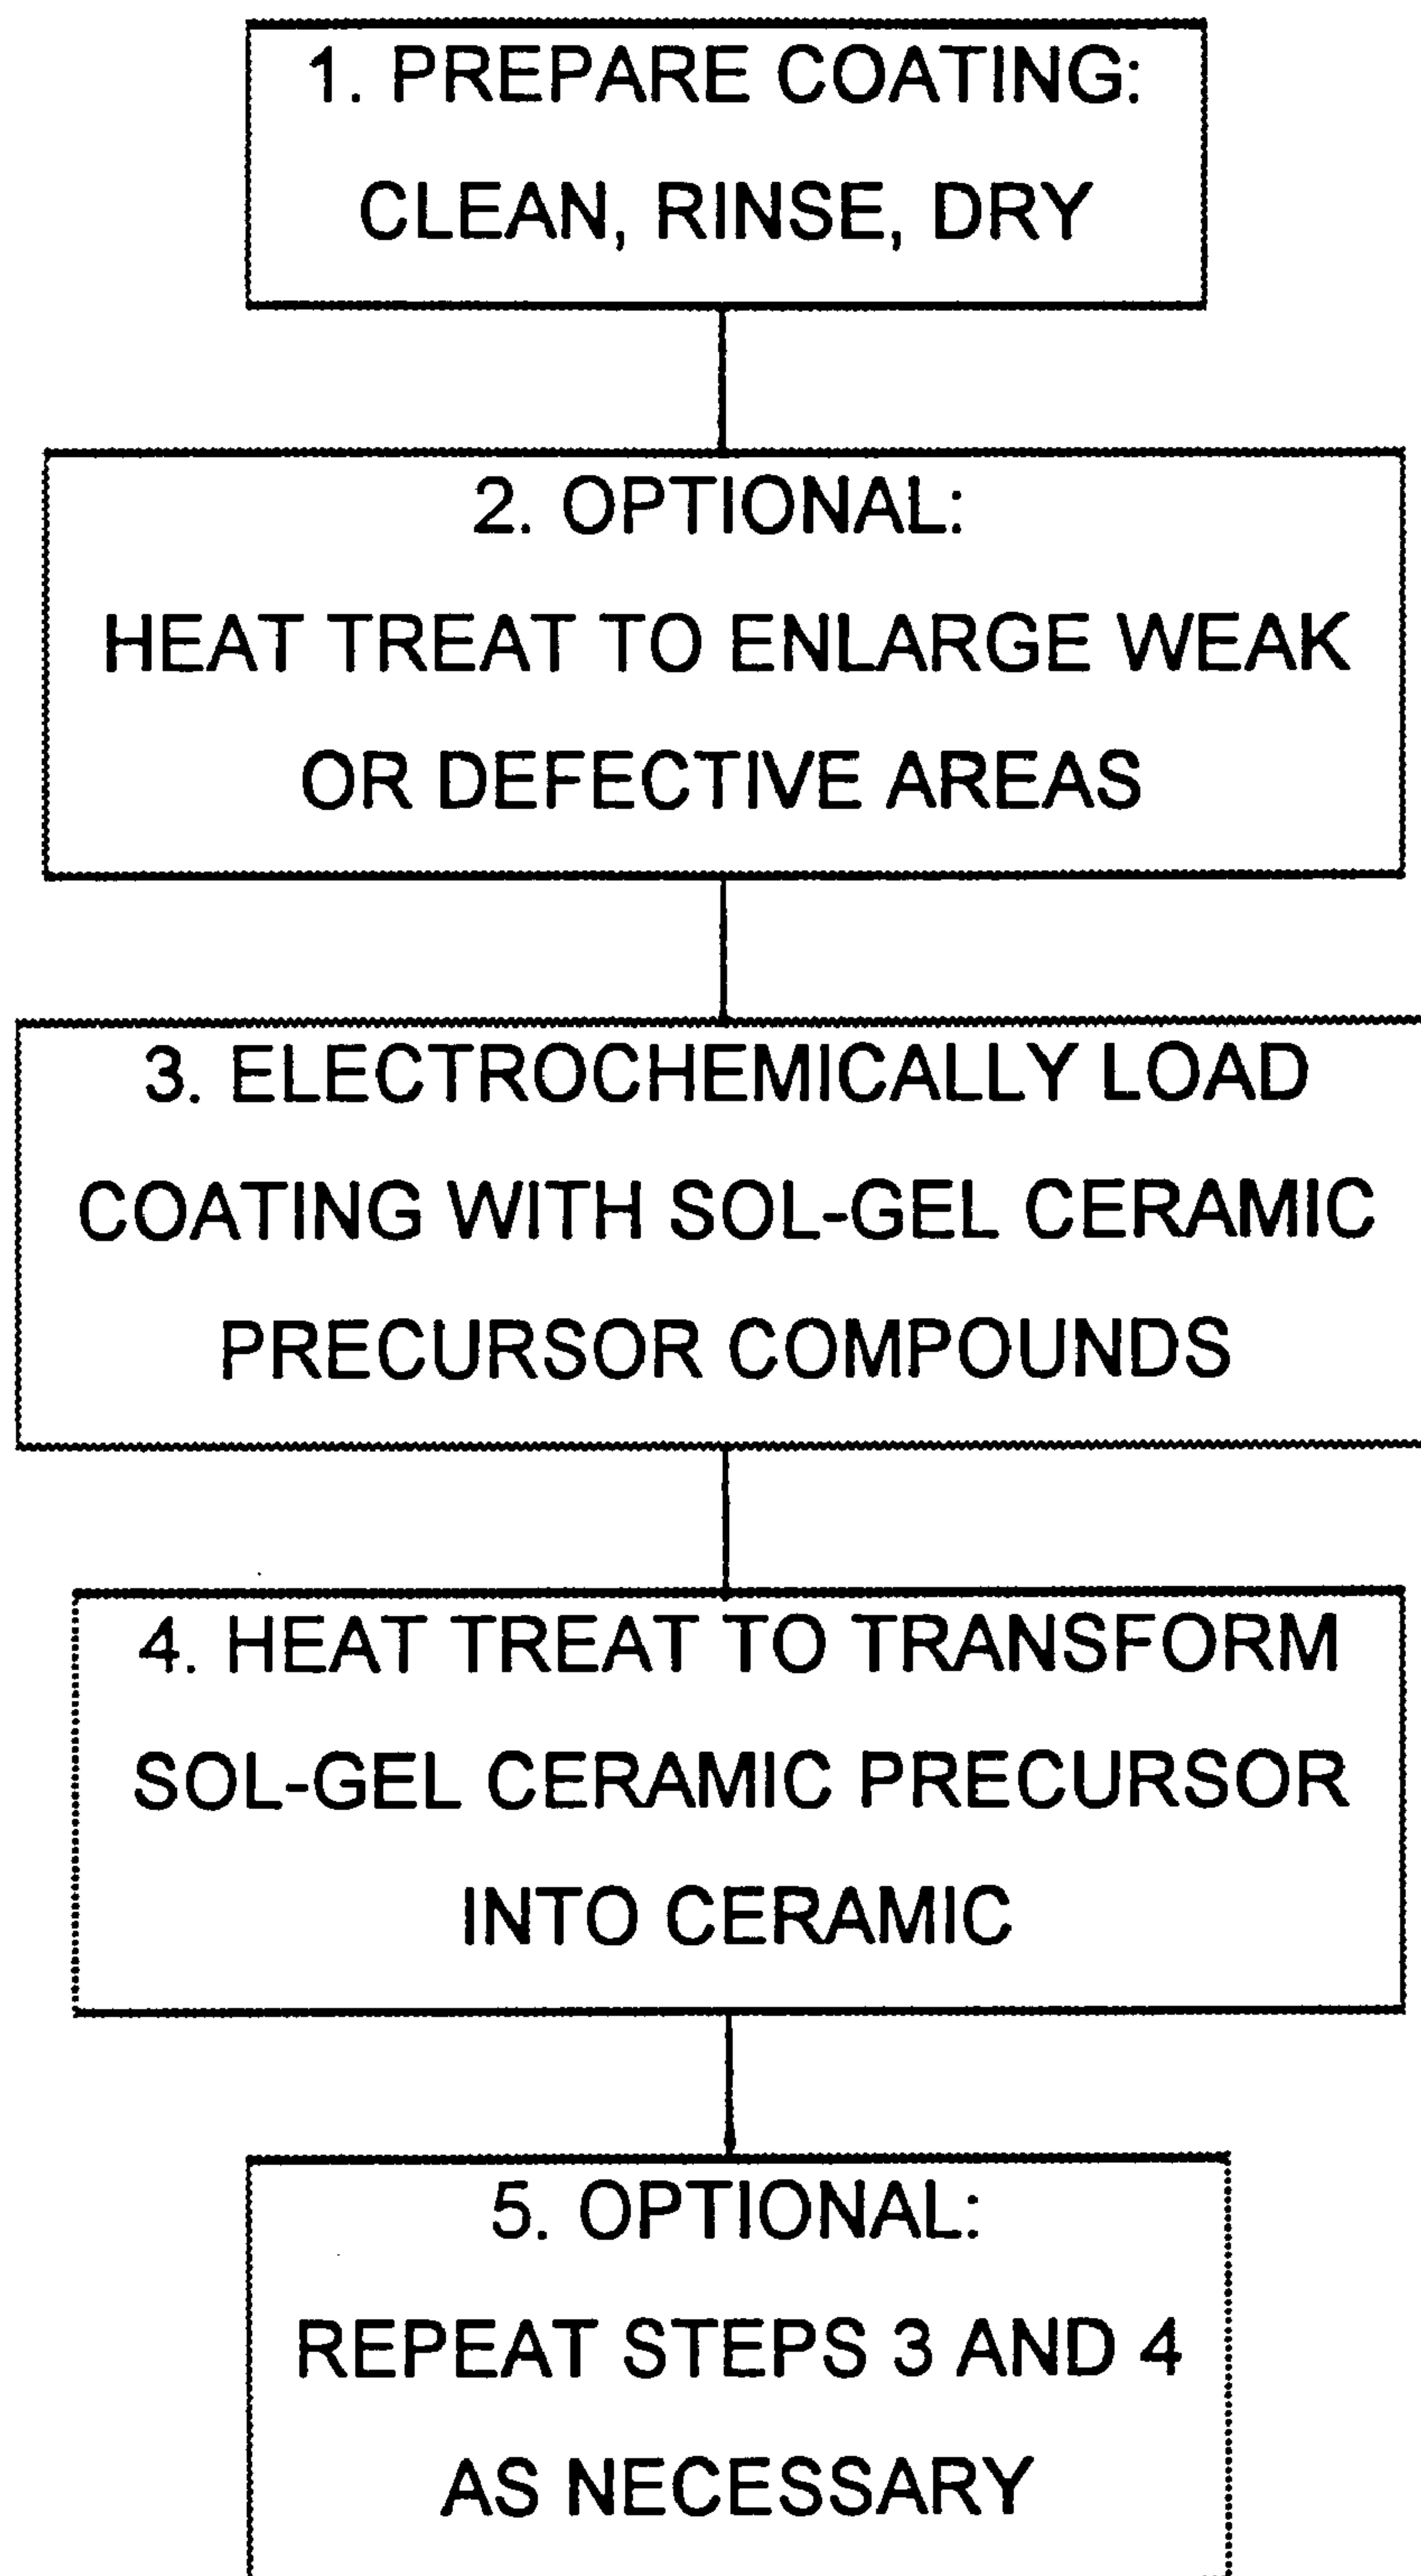 1. PREPARE COATING:
CLEAN, RINSE, DRY
2. OPTIONAL:
HEAT TREAT TO ENLARGE WEAK
OR DEFECTIVE AREAS
3. ELECTROCHEMICALLY LOAD
COATING WITH SOL-GEL CERAMIC
PRECURSOR COMPOUNDS
4. HEAT TREAT TO TRANSFORM
SOL-GEL CERAMIC PRECURSOR
INTO CERAMIC
5. OPTIONAL:
REPEAT STEPS 3 AND 4
AS NECESSARY